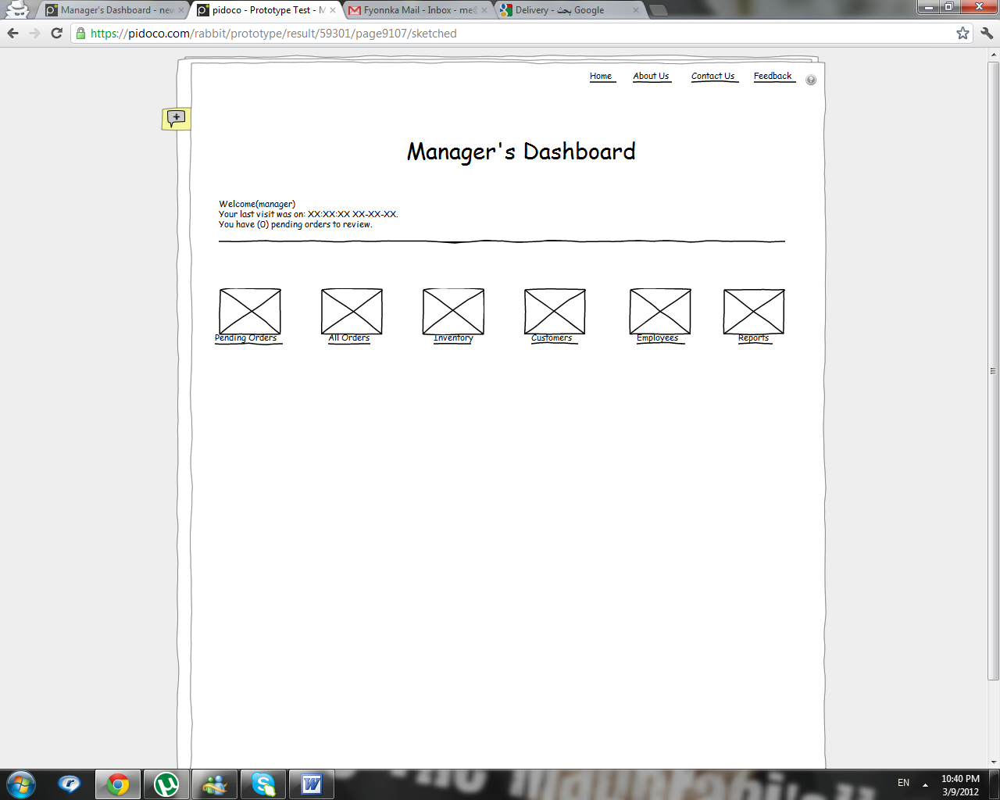 Manager's Dashboard - new
pidoco - Prototype Test - M
Fyonnka Mail - Inbox - me@
Delivery - بحث Google
https://pidoco.com/rabbit/prototype/result/59301/page9107/sketched
Home About Us Contact Us Feedback
Manager's Dashboard
Welcome(manager)
Your last visit was on: XX:XX:XX XX-XX-XX.
You have (0) pending orders to review.
Pending Orders All Orders Inventory Customers Employees Reports
EN
10:40 PM
3/9/2012